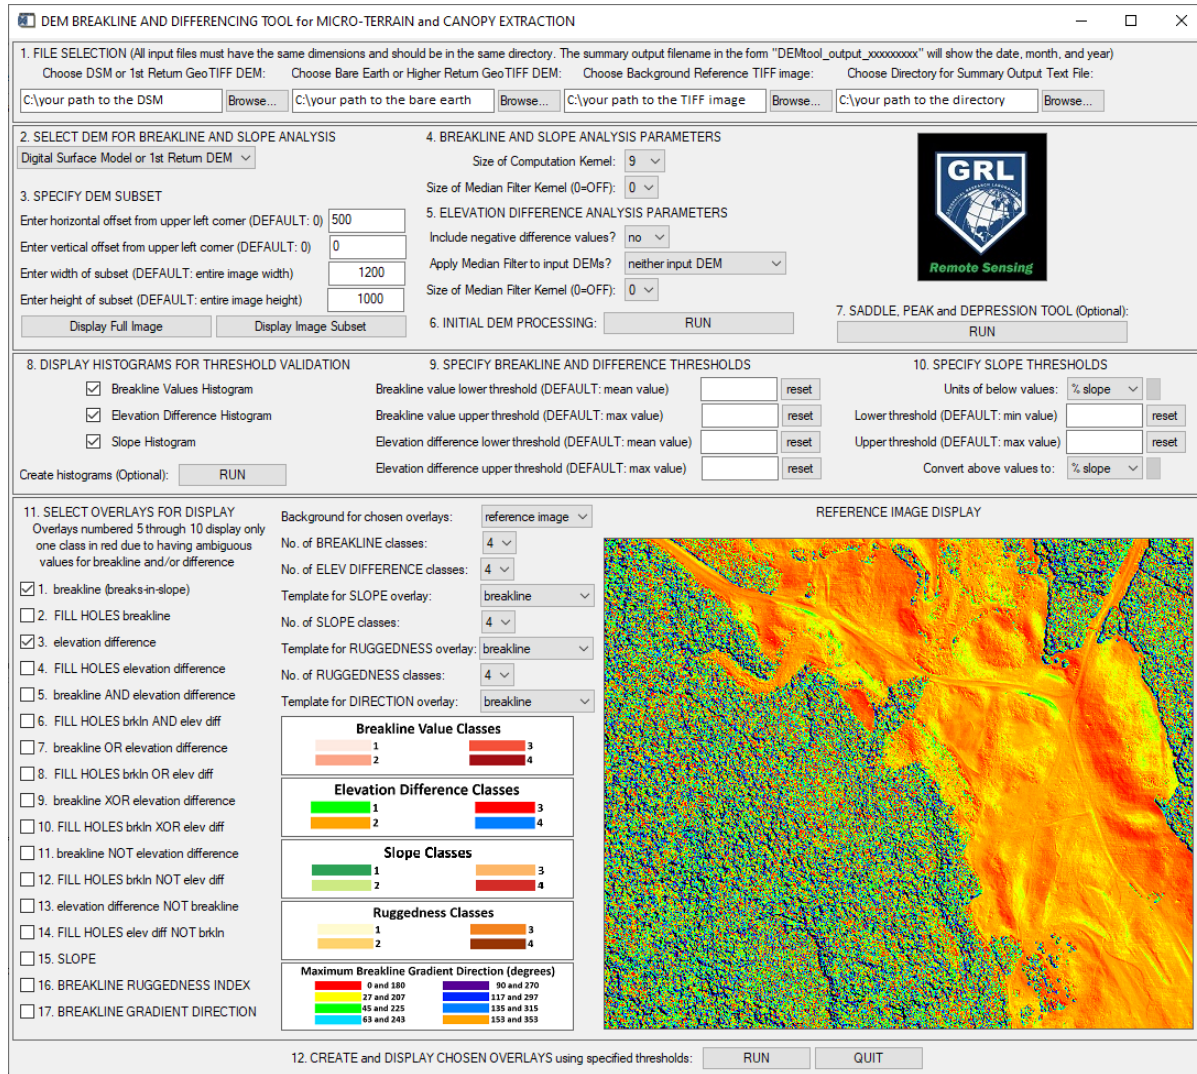 DEM BREAKLINE AND DIFFERENCING TOOL for MICRO-TERRAIN and CANOPY EXTRACTION
1. FILE SELECTION (All input files must have the same dimensions and should be in the same directory. The summary output filename in the form "DEMtool_output_xxxxxxxxx" will show the date, month, and year)
Choose DSM or 1st Return GeoTIFF DEM:
Choose Bare Earth or Higher Return GeoTIFF DEM:
Choose Background Reference TIFF image:
Choose Directory for Summary Output Text File:
C:\your path to the DSM
Browse...
C:\your path to the bare earth
Browse...
C:\your path to the TIFF image
Browse...
C:\your path to the directory
Browse...
2. SELECT DEM FOR BREAKLINE AND SLOPE ANALYSIS
Digital Surface Model or 1st Return DEM
3. SPECIFY DEM SUBSET
Enter horizontal offset from upper left corner (DEFAULT: 0)
500
Enter vertical offset from upper left corner (DEFAULT: 0)
0
Enter width of subset (DEFAULT: entire image width)
1200
Enter height of subset (DEFAULT: entire image height)
1000
Display Full Image
Display Image Subset
4. BREAKLINE AND SLOPE ANALYSIS PARAMETERS
Size of Computation Kernel:
9
Size of Median Filter Kernel (0=OFF):
0
5. ELEVATION DIFFERENCE ANALYSIS PARAMETERS
Include negative difference values?
no
Apply Median Filter to input DEMs?
neither input DEM
Size of Median Filter Kernel (0=OFF):
0
6. INITIAL DEM PROCESSING:
RUN
GRL
Remote Sensing
7. SADDLE, PEAK and DEPRESSION TOOL (Optional):
RUN
8. DISPLAY HISTOGRAMS FOR THRESHOLD VALIDATION
Breakline Values Histogram
Elevation Difference Histogram
Slope Histogram
Create histograms (Optional):
RUN
9. SPECIFY BREAKLINE AND DIFFERENCE THRESHOLDS
Breakline value lower threshold (DEFAULT: mean value)
reset
Breakline value upper threshold (DEFAULT: max value)
reset
Elevation difference lower threshold (DEFAULT: mean value)
reset
Elevation difference upper threshold (DEFAULT: max value)
reset
10. SPECIFY SLOPE THRESHOLDS
Units of below values:
% slope
Lower threshold (DEFAULT: min value)
reset
Upper threshold (DEFAULT: max value)
reset
Convert above values to:
% slope
11. SELECT OVERLAYS FOR DISPLAY
Overlays numbered 5 through 10 display only
one class in red due to having ambiguous
values for breakline and/or difference
1. breakline (breaks-in-slope)
2. FILL HOLES breakline
3. elevation difference
4. FILL HOLES elevation difference
5. breakline AND elevation difference
6. FILL HOLES brkln AND elev diff
7. breakline OR elevation difference
8. FILL HOLES brkln OR elev diff
9. breakline XOR elevation difference
10. FILL HOLES brkln XOR elev diff
11. breakline NOT elevation difference
12. FILL HOLES brkln NOT elev diff
13. elevation difference NOT breakline
14. FILL HOLES elev diff NOT brkln
15. SLOPE
16. BREAKLINE RUGGEDNESS INDEX
17. BREAKLINE GRADIENT DIRECTION
Background for chosen overlays:
reference image
No. of BREAKLINE classes:
4
No. of ELEV DIFFERENCE classes:
4
Template for SLOPE overlay:
breakline
No. of SLOPE classes:
4
Template for RUGGEDNESS overlay:
breakline
No. of RUGGEDNESS classes:
4
Template for DIRECTION overlay:
breakline
Breakline Value Classes
1 3
2 4
Elevation Difference Classes
1 3
2 4
Slope Classes
1 3
2 4
Ruggedness Classes
1 3
2 4
Maximum Breakline Gradient Direction (degrees)
0 and 180 90 and 270
27 and 207 117 and 297
45 and 225 135 and 315
63 and 243 153 and 353
REFERENCE IMAGE DISPLAY
12. CREATE and DISPLAY CHOSEN OVERLAYS using specified thresholds:
RUN
QUIT